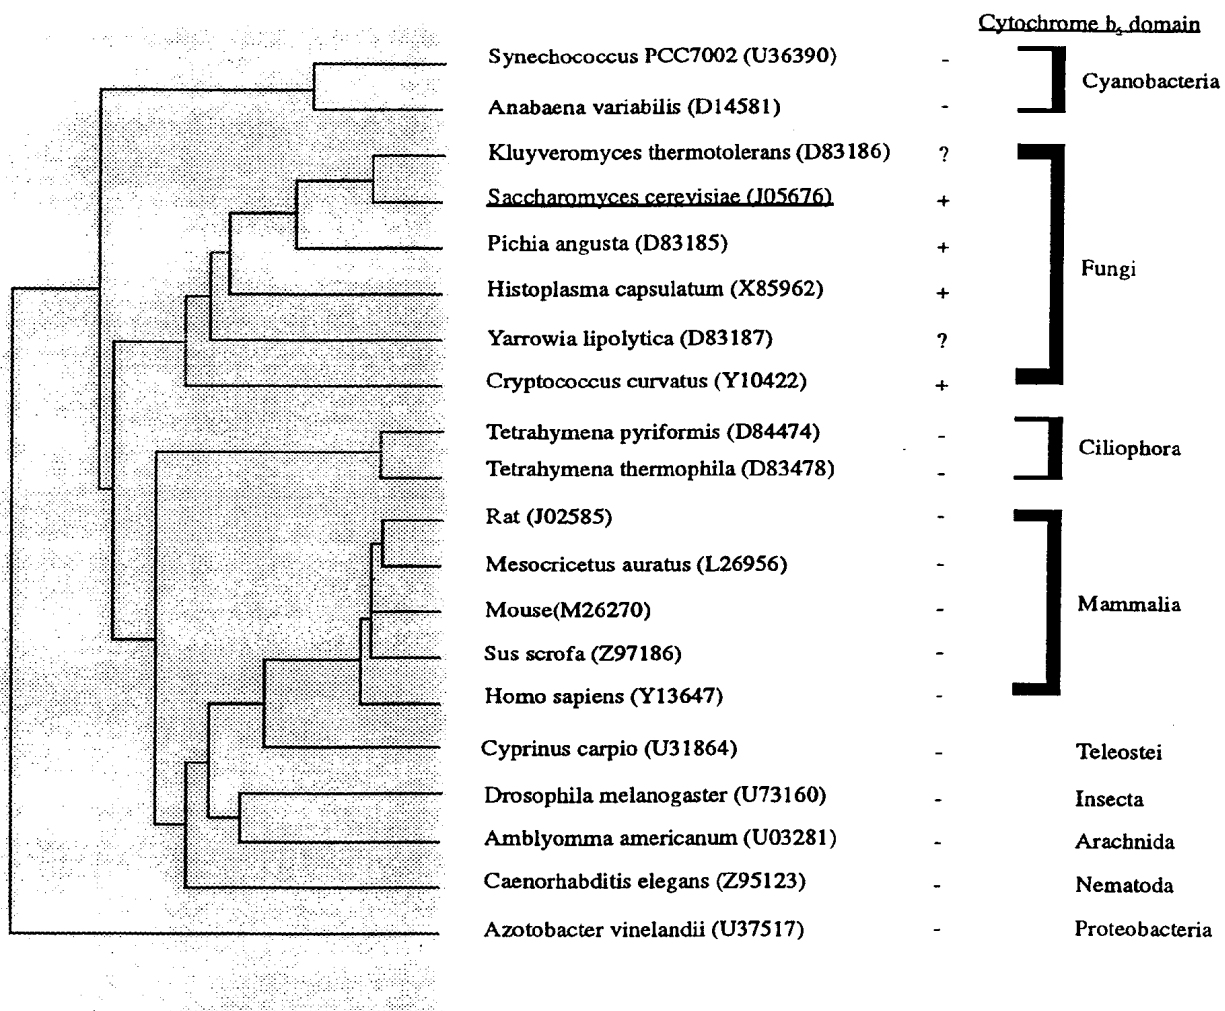 Cytochrome b5 domain
Synechococcus PCC7002 (U36390) -
Cyanobacteria
Anabaena variabilis (D14581) -
Kluyveromyces thermotolerans (D83186) ?
Saccharomyces cerevisiae (J05676) +
Pichia angusta (D83185) +
Fungi
Histoplasma capsulatum (X85962) +
Yarrowia lipolytica (D83187) ?
Cryptococcus curvatus (Y10422) +
Tetrahymena pyriformis (D84474) -
Ciliophora
Tetrahymena thermophila (D83478) -
Rat (J02585) -
Mesocricetus auratus (L26956) -
Mouse(M26270) -
Mammalia
Sus scrofa (Z97186) -
Homo sapiens (Y13647) -
Cyprinus carpio (U31864) - Teleostei
Drosophila melanogaster (U73160) - Insecta
Amblyomma americanum (U03281) - Arachnida
Caenorhabditis elegans (Z95123) - Nematoda
Azotobacter vinelandii (U37517) - Proteobacteria